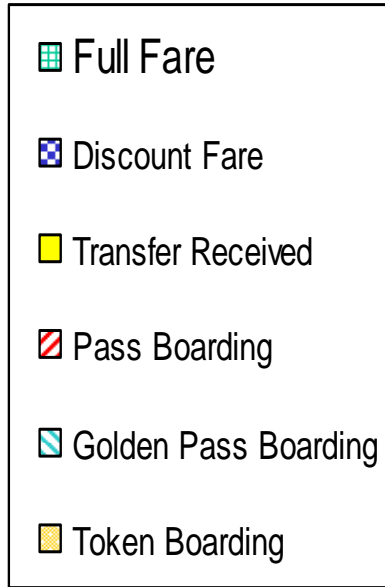 Full Fare
Discount Fare
Transfer Received
Pass Boarding
Golden Pass Boarding
Token Boarding